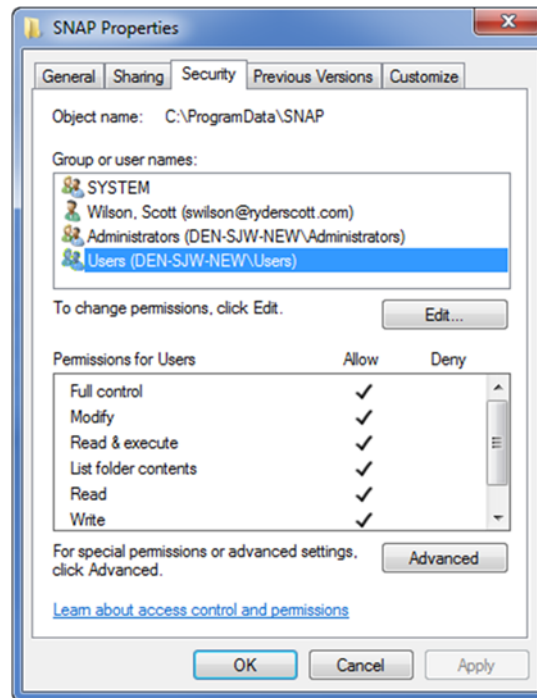 SNAP Properties
General Sharing Security Previous Versions Customize
Object name: C:\ProgramData\SNAP
Group or user names:
SYSTEM
Wilson, Scott (swilson@ryderscott.com)
Administrators (DEN-SJW-NEW\Administrators)
Users (DEN-SJW-NEW\Users)
To change permissions, click Edit.
Edit...
Permissions for Users Allow Deny
Full control
Modify
Read & execute
List folder contents
Read
Write
For special permissions or advanced settings,
click Advanced.
Advanced
Learn about access control and permissions
OK Cancel Apply